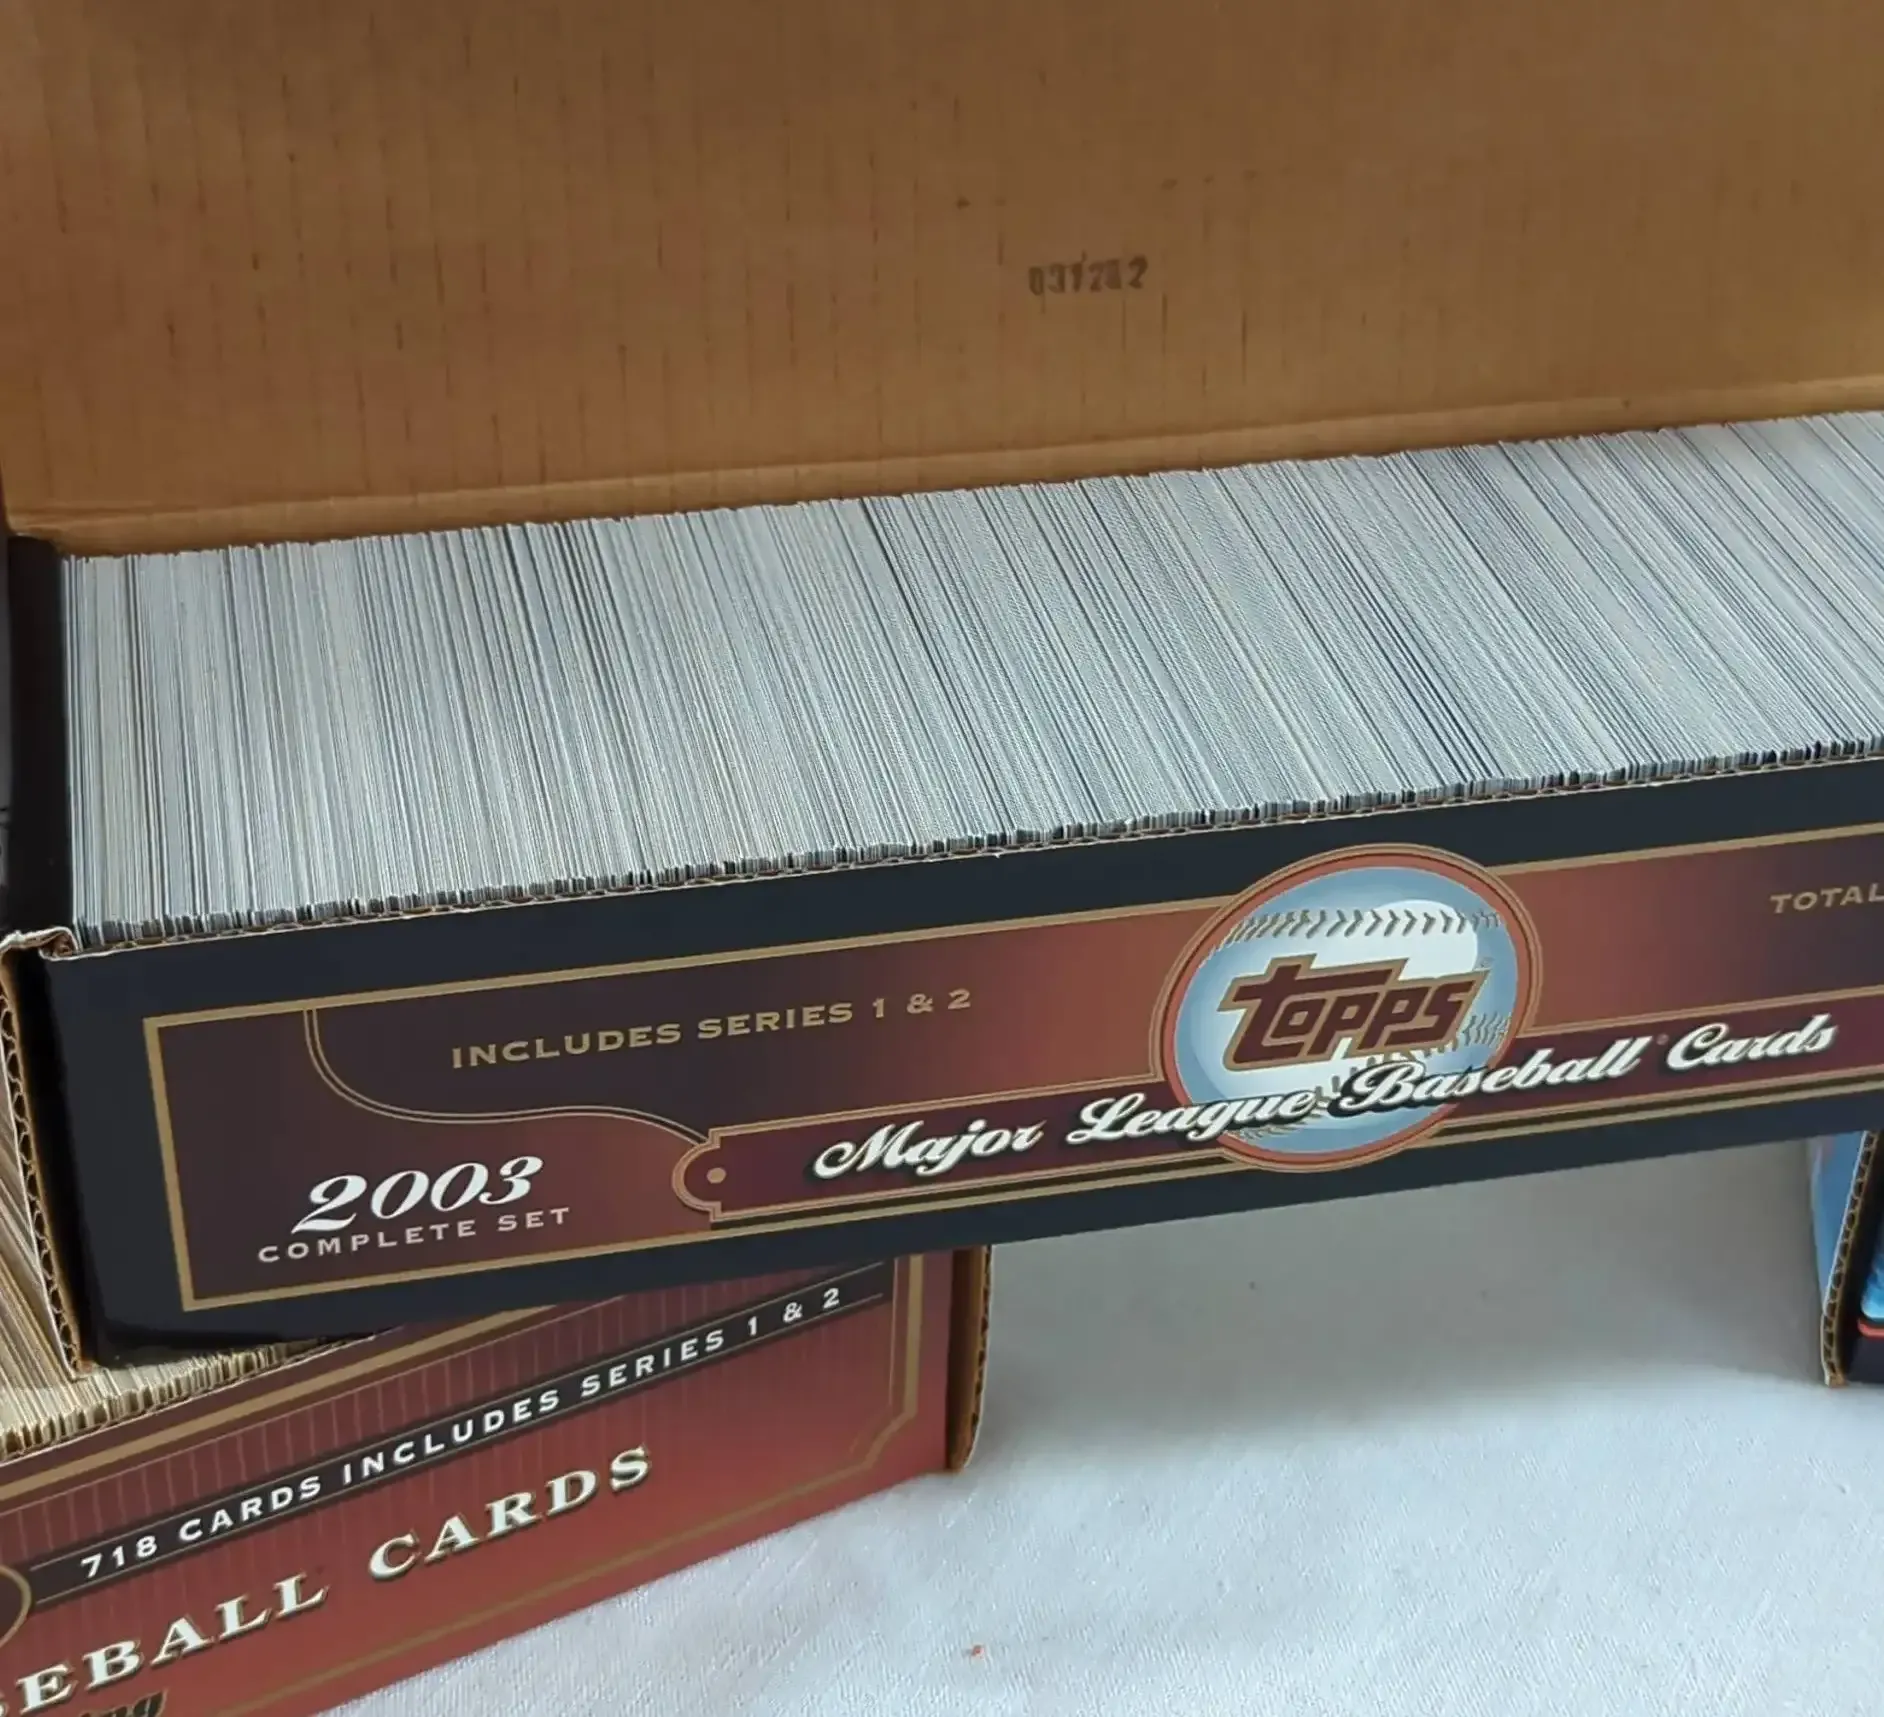 INCLUDES SERIES 1 & 2
TOPPS
TOTAL
Major League Baseball Cards
2003
COMPLETE SET
718 CARDS INCLUDES SERIES 1 & 2
EBALL CARDS